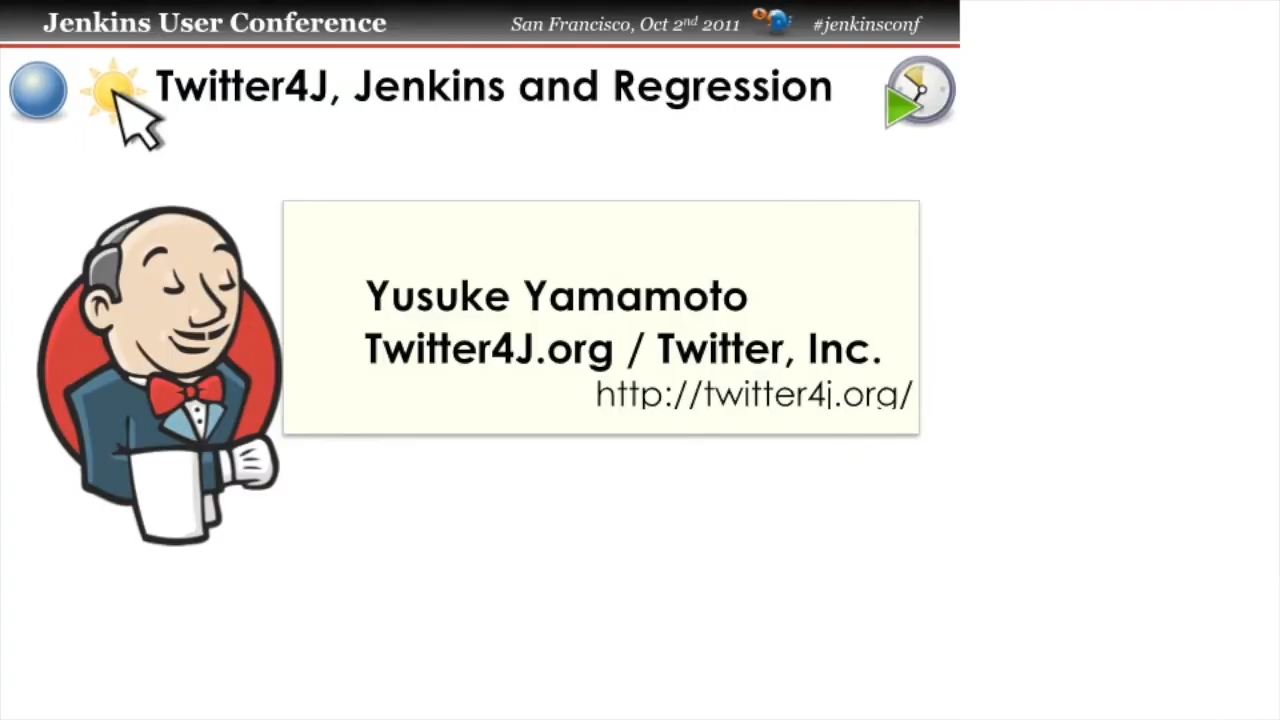 Jenkins User Conference
San Francisco, Oct 2nd 2011
#jenkinsconf
Twitter4J, Jenkins and Regression
Yusuke Yamamoto
Twitter4J.org / Twitter, Inc.
http://twitter4j.org/